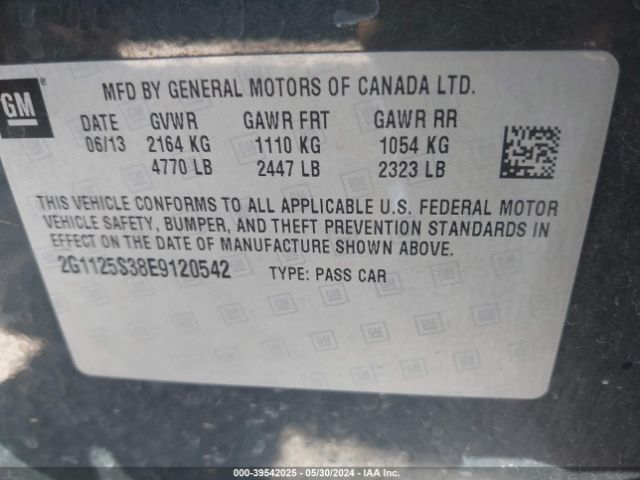 GM ®
MFD BY GENERAL MOTORS OF CANADA LTD.
DATE GVWR GAWR FRT GAWR RR
06/13 2164 KG 1110 KG 1054 KG
4770 LB 2447 LB 2323 LB
THIS VEHICLE CONFORMS TO ALL APPLICABLE U.S. FEDERAL MOTOR
VEHICLE SAFETY, BUMPER, AND THEFT PREVENTION STANDARDS IN
EFFECT ON THE DATE OF MANUFACTURE SHOWN ABOVE.
2G1125S38E9120542 TYPE: PASS CAR
000-39542025 - 05/30/2024 - IAA Inc.